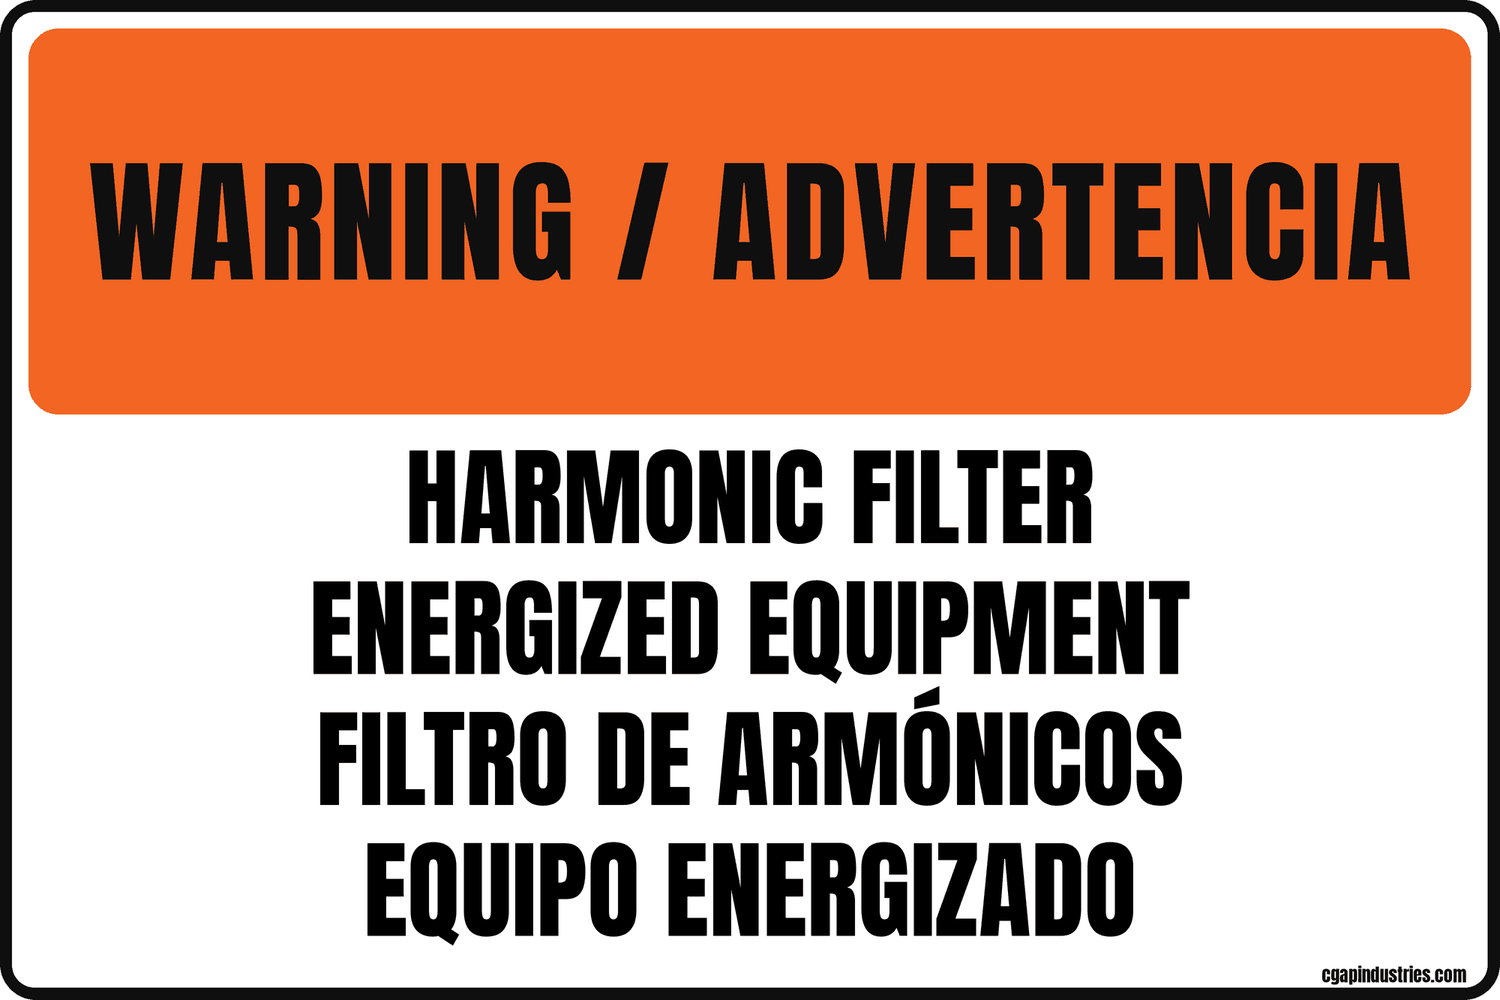 WARNING / ADVERTENCIA
HARMONIC FILTER
ENERGIZED EQUIPMENT
FILTRO DE ARMÓNICOS
EQUIPO ENERGIZADO
cgapindustries.com